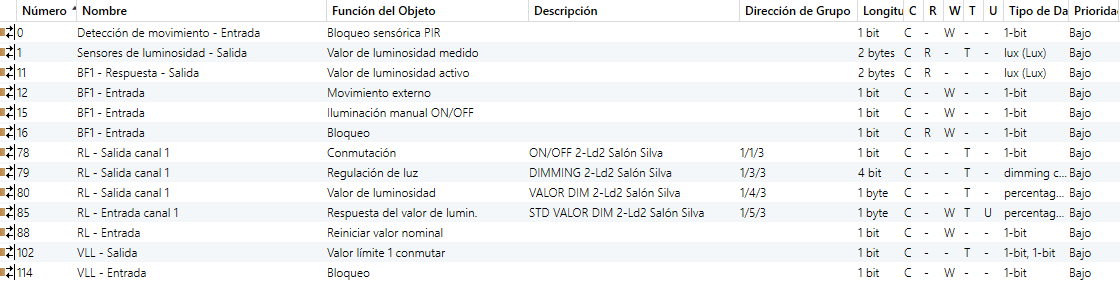 Número Nombre Función del Objeto Descripción Dirección de Grupo Longitu C R W T U Tipo de Da Priorida
0 Detección de movimiento - Entrada Bloqueo sensórica PIR 1 bit C - W - - 1-bit Bajo
1 Sensores de luminosidad - Salida Valor de luminosidad medido 2 bytes C R - T - lux (Lux) Bajo
11 BF1 - Respuesta - Salida Valor de luminosidad activo 2 bytes C R - - - lux (Lux) Bajo
12 BF1 - Entrada Movimiento externo 1 bit C - W - - 1-bit Bajo
15 BF1 - Entrada Iluminación manual ON/OFF 1 bit C - W - - 1-bit Bajo
16 BF1 - Entrada Bloqueo 1 bit C R W - - 1-bit Bajo
78 RL - Salida canal 1 Conmutación ON/OFF 2-Ld2 Salón Silva 1/1/3 1 bit C - - T - 1-bit Bajo
79 RL - Salida canal 1 Regulación de luz DIMMING 2-Ld2 Salón Silva 1/3/3 4 bit C - - T - dimming c... Bajo
80 RL - Salida canal 1 Valor de luminosidad VALOR DIM 2-Ld2 Salón Silva 1/4/3 1 byte C - - T - percentag... Bajo
85 RL - Entrada canal 1 Respuesta del valor de lumin. STD VALOR DIM 2-Ld2 Salón Silva 1/5/3 1 byte C - W T U percentag... Bajo
88 RL - Entrada Reiniciar valor nominal 1 bit C - W - - 1-bit Bajo
102 VLL - Salida Valor límite 1 conmutar 1 bit C - - T - 1-bit, 1-bit Bajo
114 VLL - Entrada Bloqueo 1 bit C - W - - 1-bit Bajo